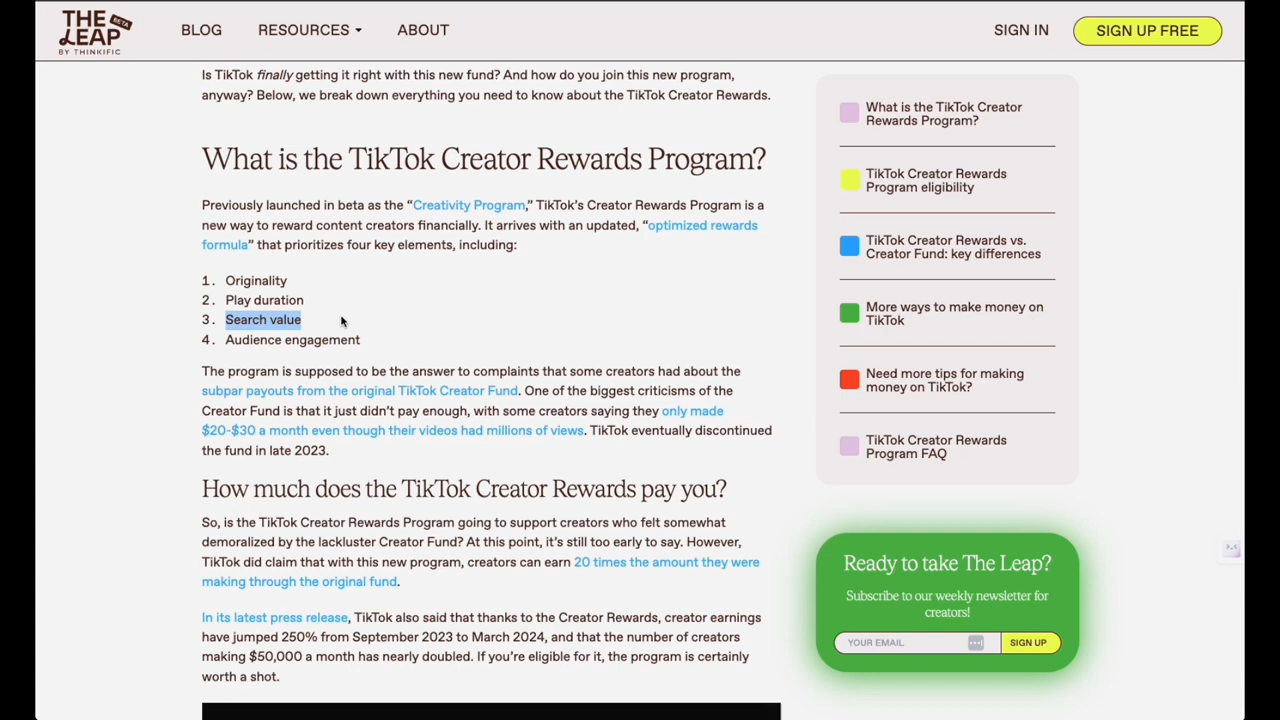 THE
LEAP
BETA
BY THINKIFIC
BLOG
RESOURCES
ABOUT
SIGN IN
SIGN UP FREE
Is TikTok finally getting it right with this new fund? And how do you join this new program,
anyway? Below, we break down everything you need to know about the TikTok Creator Rewards.
What is the TikTok Creator Rewards Program?
Previously launched in beta as the “Creativity Program,” TikTok’s Creator Rewards Program is a
new way to reward content creators financially. It arrives with an updated, “optimized rewards
formula” that prioritizes four key elements, including:
1. Originality
2. Play duration
3. Search value
4. Audience engagement
The program is supposed to be the answer to complaints that some creators had about the
subpar payouts from the original TikTok Creator Fund. One of the biggest criticisms of the
Creator Fund is that it just didn’t pay enough, with some creators saying they only made
$20-$30 a month even though their videos had millions of views. TikTok eventually discontinued
the fund in late 2023.
How much does the TikTok Creator Rewards pay you?
So, is the TikTok Creator Rewards Program going to support creators who felt somewhat
demoralized by the lackluster Creator Fund? At this point, it’s still too early to say. However,
TikTok did claim that with this new program, creators can earn 20 times the amount they were
making through the original fund.
In its latest press release, TikTok also said that thanks to the Creator Rewards, creator earnings
have jumped 250% from September 2023 to March 2024, and that the number of creators
making $50,000 a month has nearly doubled. If you’re eligible for it, the program is certainly
worth a shot.
What is the TikTok Creator
Rewards Program?
TikTok Creator Rewards
Program eligibility
TikTok Creator Rewards vs.
Creator Fund: key differences
More ways to make money on
TikTok
Need more tips for making
money on TikTok?
TikTok Creator Rewards
Program FAQ
Ready to take The Leap?
Subscribe to our weekly newsletter for
creators!
YOUR EMAIL
SIGN UP